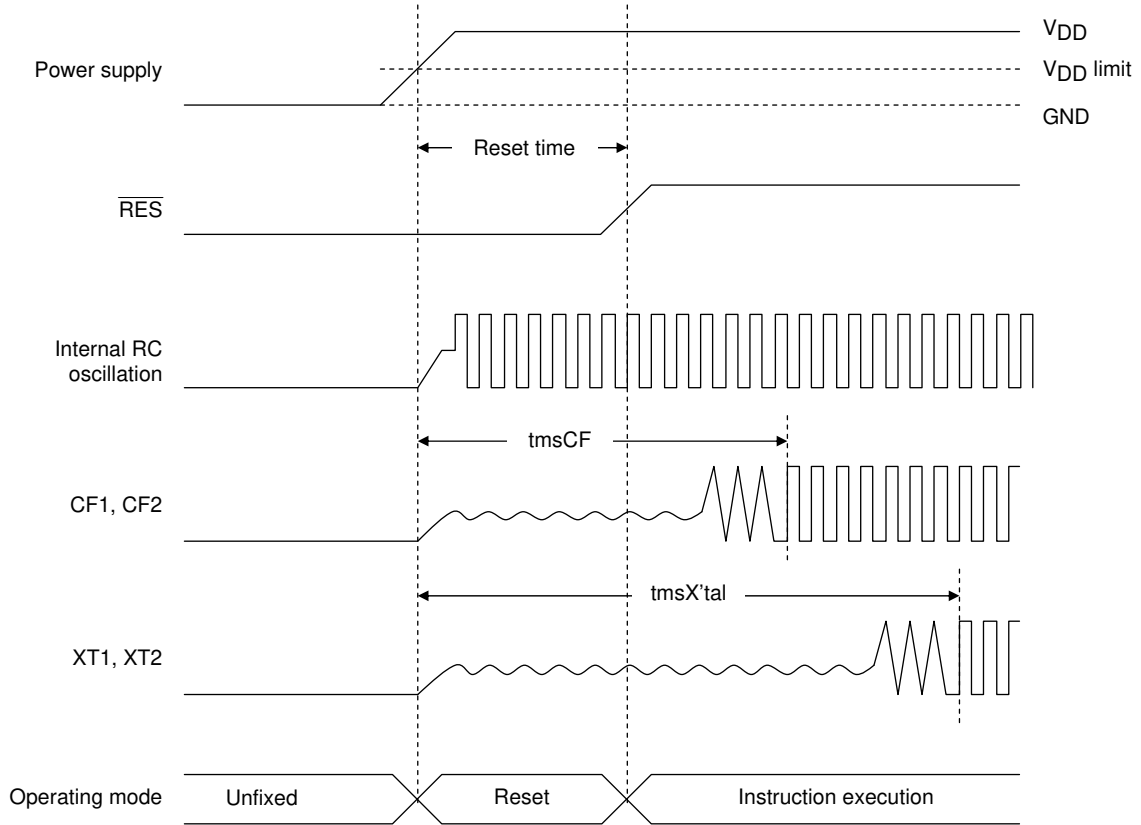 Power supply
VDD
VDD limit
GND
Reset time
RES
Internal RC
oscillation
tmsCF
CF1, CF2
tmsX'tal
XT1, XT2
Operating mode
Unfixed
Reset
Instruction execution